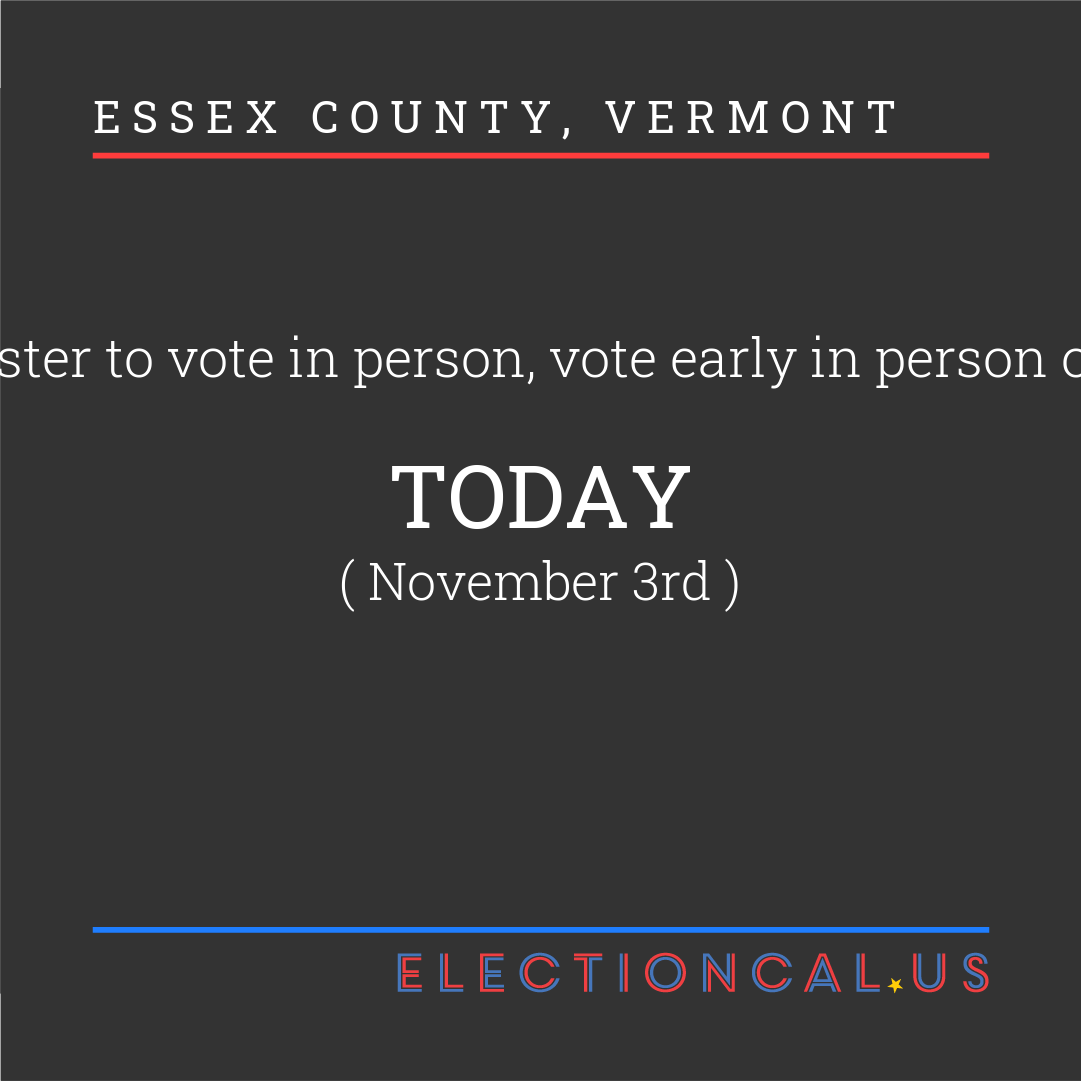 ESSEX COUNTY, VERMONT
ster to vote in person, vote early in person
TODAY
( November 3rd )
ELECTIONCAL.US